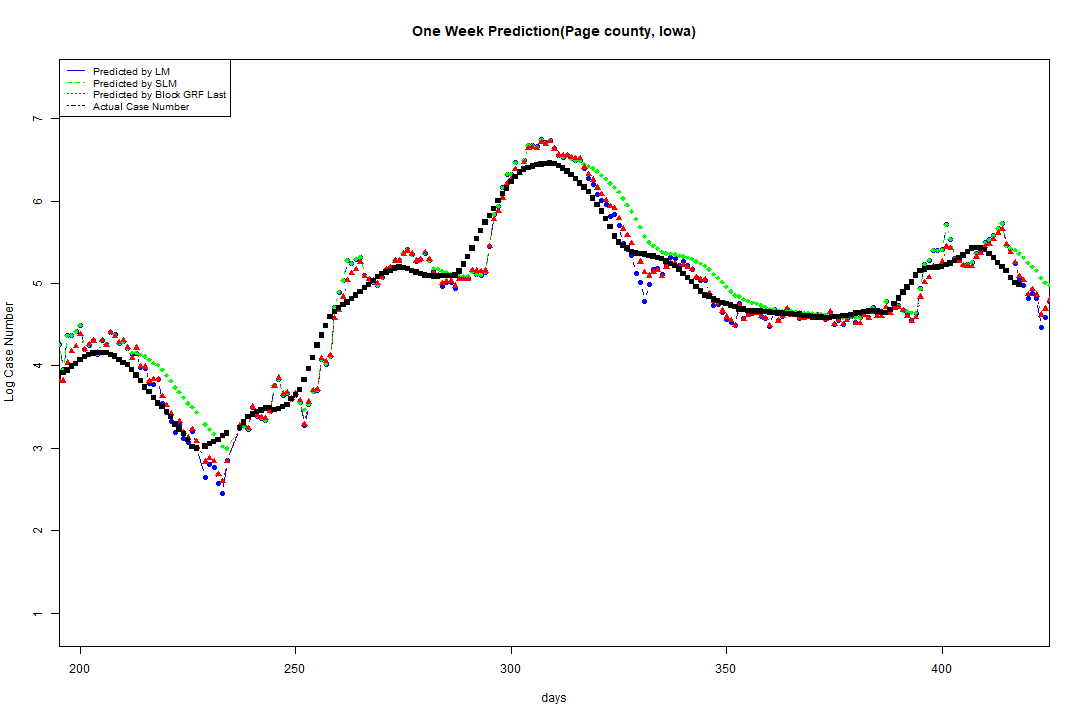 One Week Prediction(Page county, Iowa)
Predicted by LM
Predicted by SLM
Predicted by Block GRF Last
Actual Case Number
7
6
5
4
3
2
1
Log Case Number
200 250 300 350 400
days